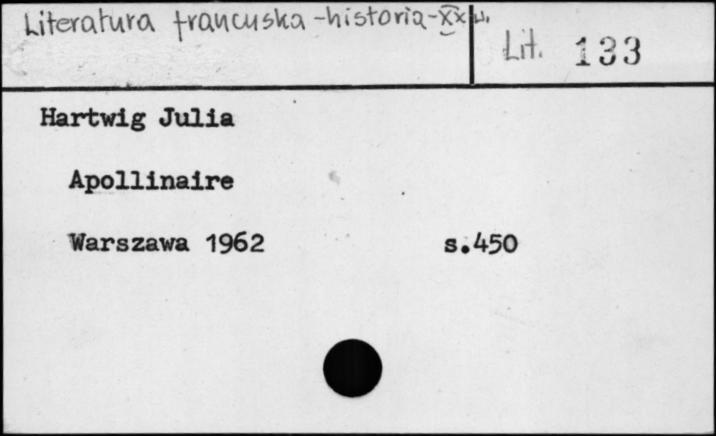 Literatura francuska-historia-XX w.
Lit. 133
Hartwig Julia
Apollinaire
Warszawa 1962 s.450